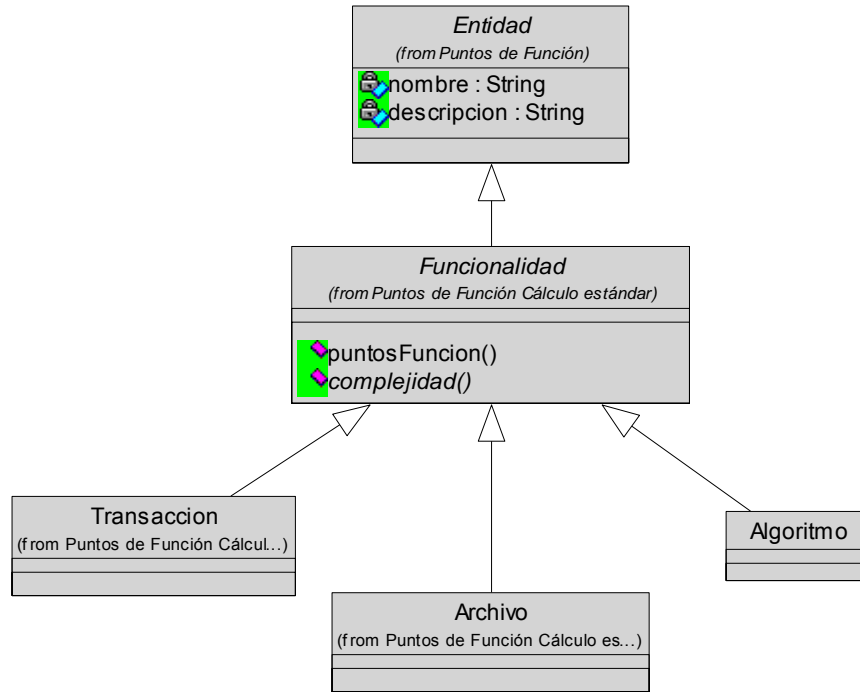 Entidad
(from Puntos de Función)
nombre : String
descripcion : String
Funcionalidad
(from Puntos de Función Cálculo estándar)
puntosFuncion()
complejidad()
Transaccion
(from Puntos de Función Cálcul...)
Algoritmo
Archivo
(from Puntos de Función Cálculo es...)